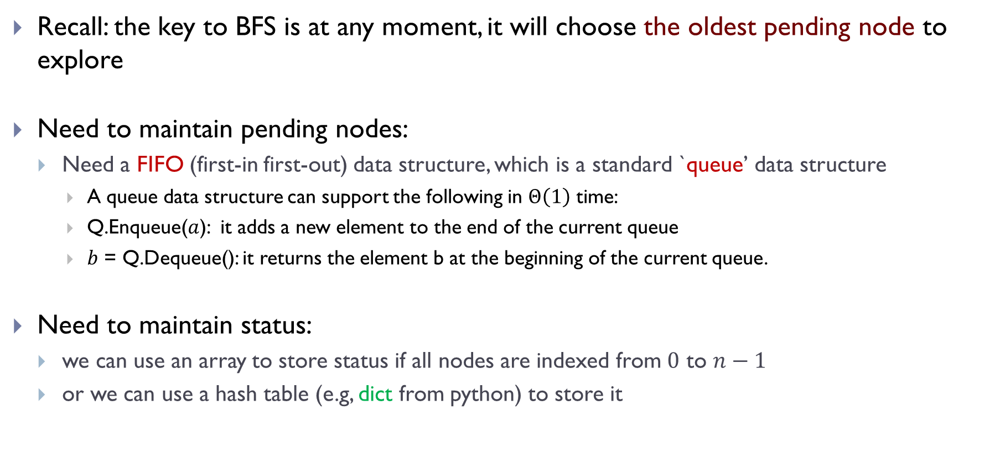 Recall: the key to BFS is at any moment, it will choose the oldest pending node to
explore
Need to maintain pending nodes:
Need a FIFO (first-in first-out) data structure, which is a standard `queue’ data structure
A queue data structure can support the following in Θ(1) time:
Q.Enqueue(a): it adds a new element to the end of the current queue
b = Q.Dequeue(): it returns the element b at the beginning of the current queue.
Need to maintain status:
we can use an array to store status if all nodes are indexed from 0 to n − 1
or we can use a hash table (e.g, dict from python) to store it